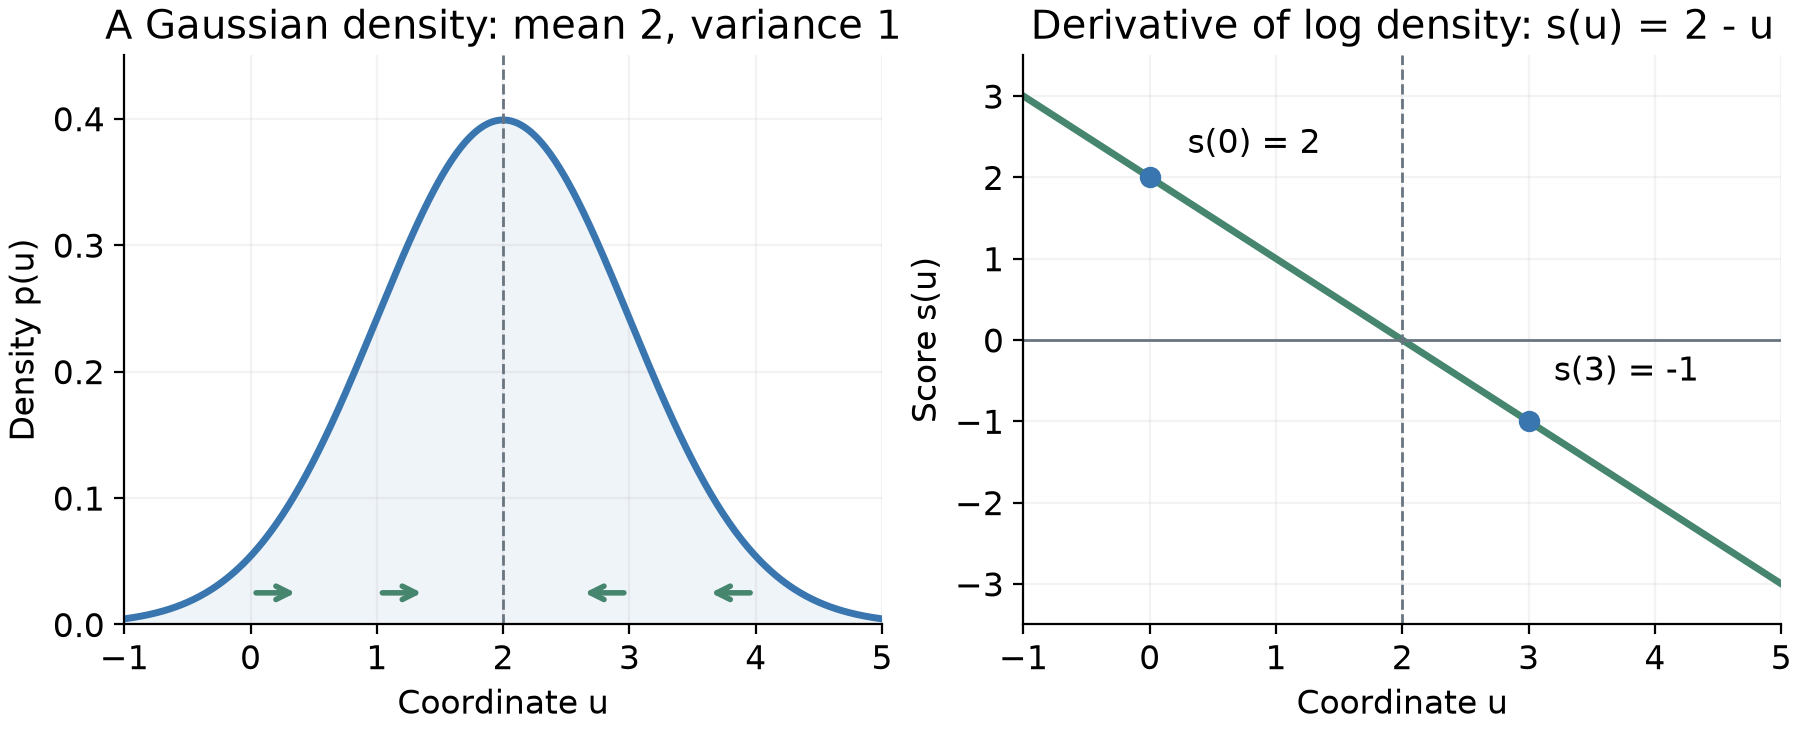 A Gaussian density: mean 2, variance 1
Density p(u)
0.4
0.3
0.2
0.1
0.0
−1 0 1 2 3 4 5
Coordinate u
Derivative of log density: s(u) = 2 - u
Score s(u)
3
2
1
0
−1
−2
−3
s(0) = 2
s(3) = -1
−1 0 1 2 3 4 5
Coordinate u